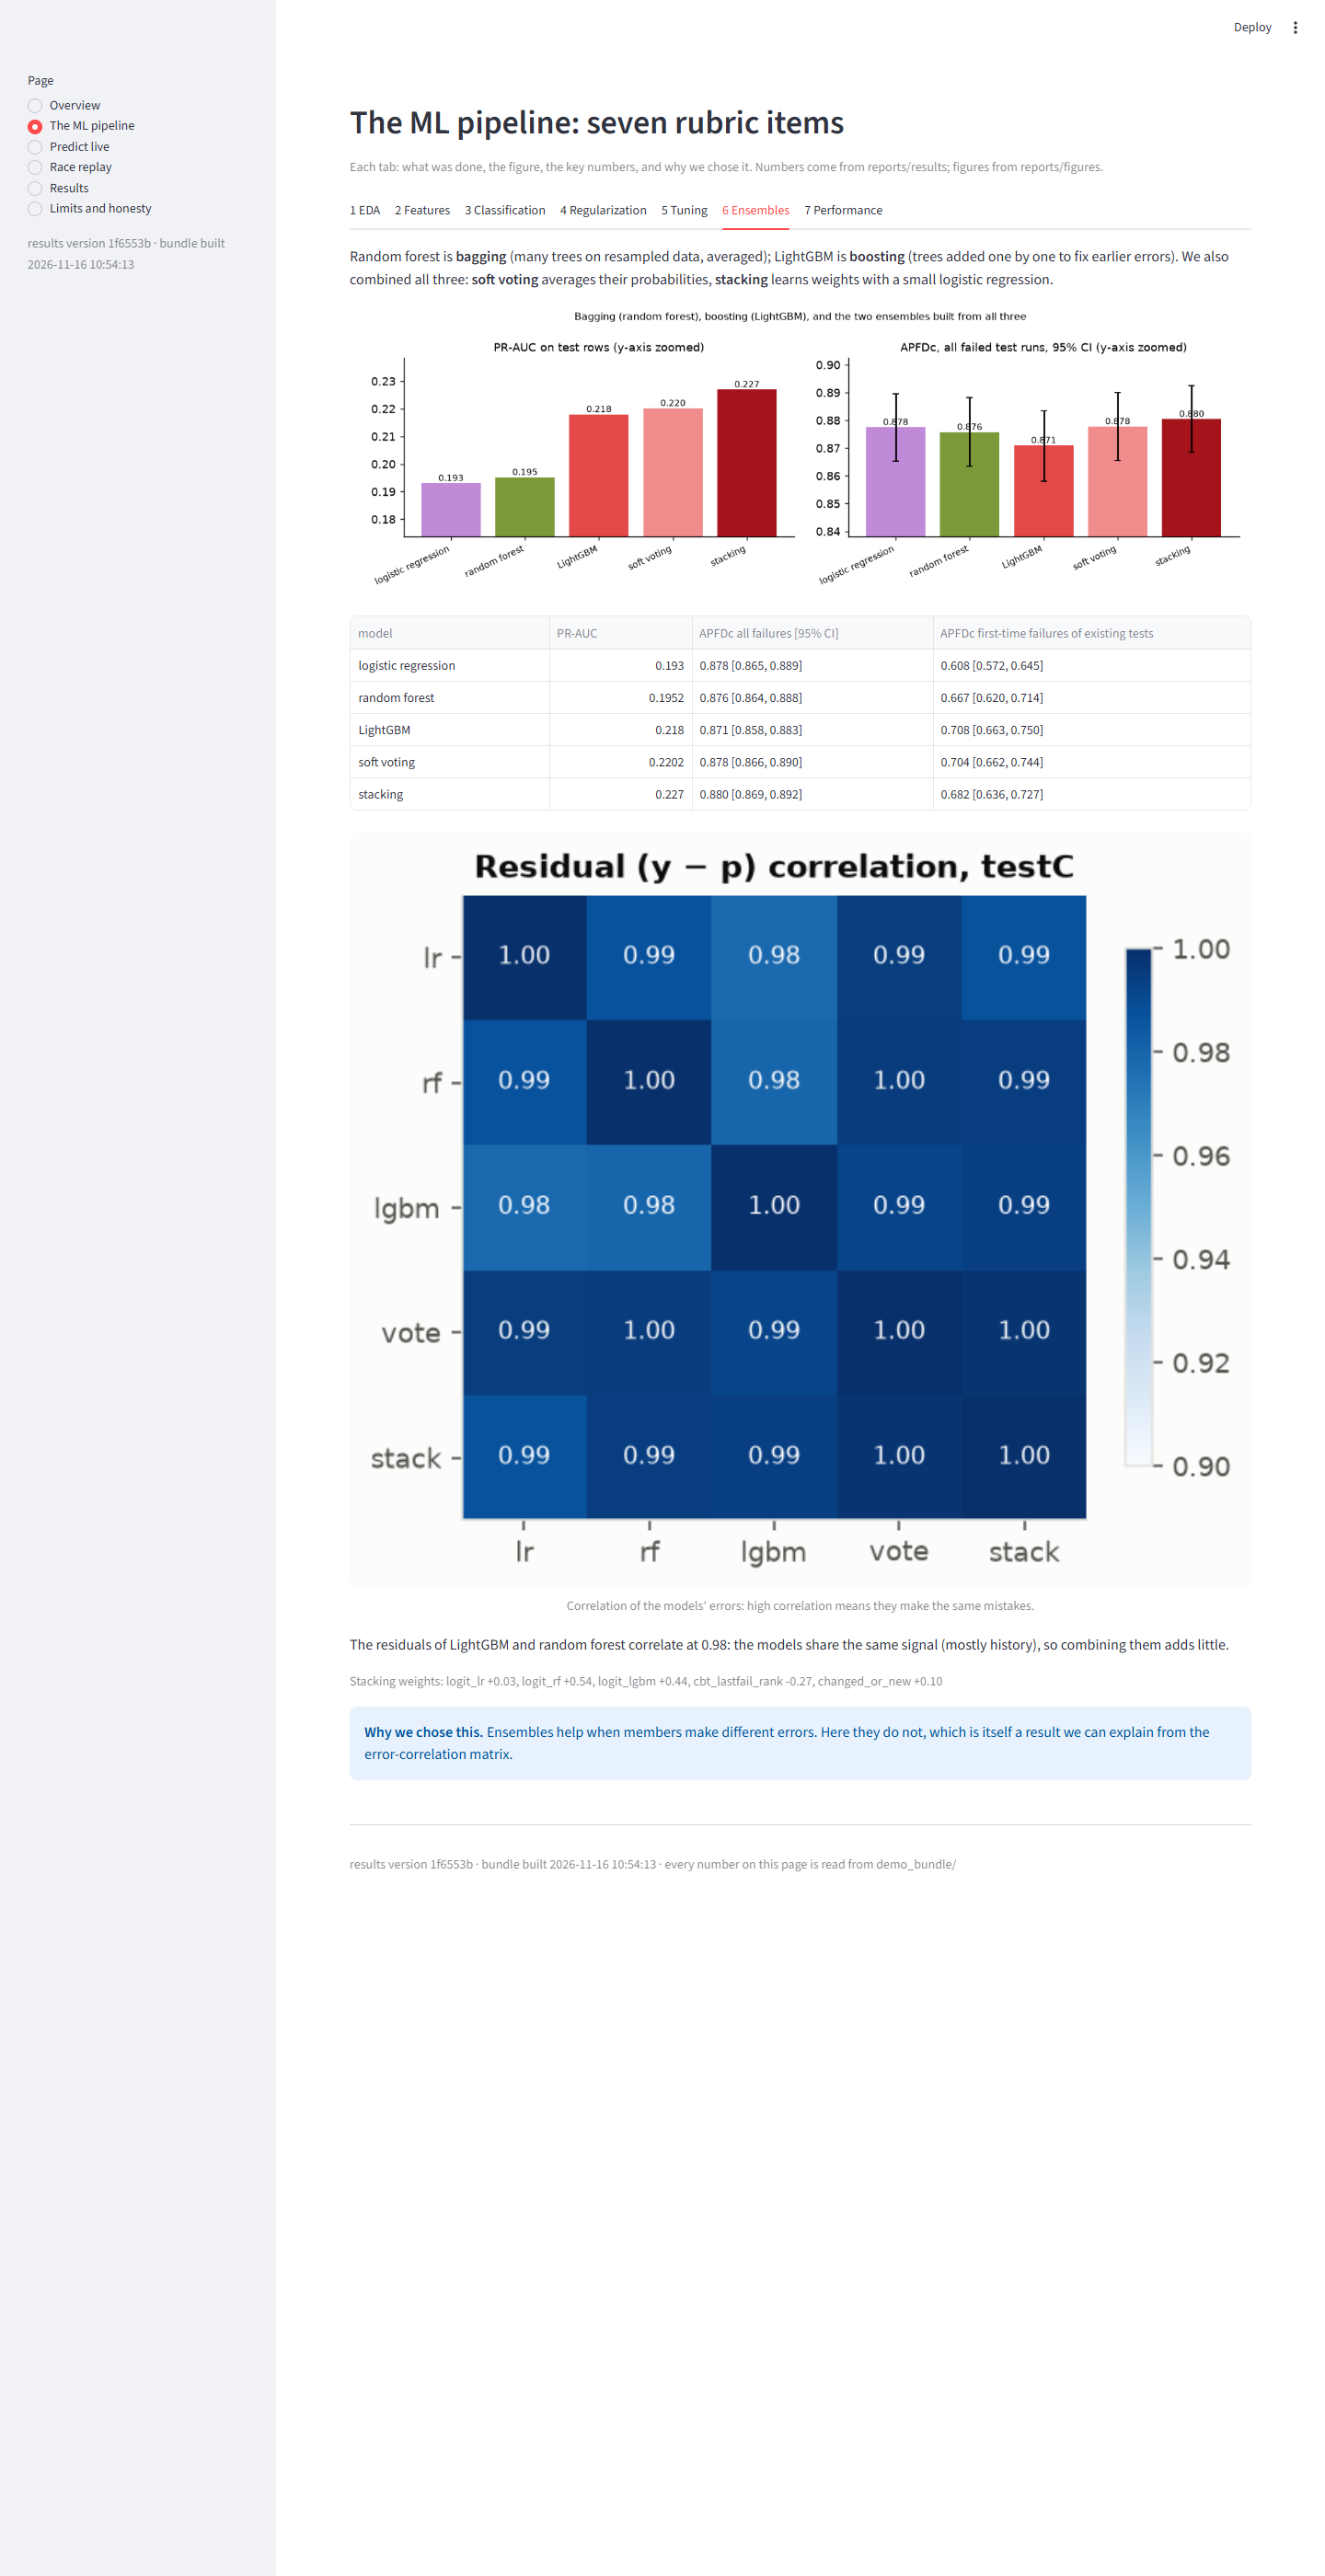 Deploy
Page
Overview
The ML pipeline
Predict live
Race replay
Results
Limits and honesty
results version 1f6553b · bundle built
2026-11-16 10:54:13
The ML pipeline: seven rubric items
Each tab: what was done, the figure, the key numbers, and why we chose it. Numbers come from reports/results; figures from reports/figures.
1 EDA 2 Features 3 Classification 4 Regularization 5 Tuning 6 Ensembles 7 Performance
Random forest is bagging (many trees on resampled data, averaged); LightGBM is boosting (trees added one by one to fix earlier errors). We also
combined all three: soft voting averages their probabilities, stacking learns weights with a small logistic regression.
Bagging (random forest), boosting (LightGBM), and the two ensembles built from all three
PR-AUC on test rows (y-axis zoomed)
0.23
0.22
0.21
0.20
0.19
0.18
0.193
0.195
0.218
0.220
0.227
logistic regression
random forest
LightGBM
soft voting
stacking
APFDc, all failed test runs, 95% CI (y-axis zoomed)
0.90
0.89
0.88
0.87
0.86
0.85
0.84
0.878
0.876
0.871
0.878
0.880
logistic regression
random forest
LightGBM
soft voting
stacking
model PR-AUC APFDc all failures [95% CI] APFDc first-time failures of existing tests
logistic regression 0.193 0.878 [0.865, 0.889] 0.608 [0.572, 0.645]
random forest 0.1952 0.876 [0.864, 0.888] 0.667 [0.620, 0.714]
LightGBM 0.218 0.871 [0.858, 0.883] 0.708 [0.663, 0.750]
soft voting 0.2202 0.878 [0.866, 0.890] 0.704 [0.662, 0.744]
stacking 0.227 0.880 [0.869, 0.892] 0.682 [0.636, 0.727]
Residual (y − p) correlation, testC
lr 1.00 0.99 0.98 0.99 0.99
rf 0.99 1.00 0.98 1.00 0.99
lgbm 0.98 0.98 1.00 0.99 0.99
vote 0.99 1.00 0.99 1.00 1.00
stack 0.99 0.99 0.99 1.00 1.00
lr rf lgbm vote stack
1.00
0.98
0.96
0.94
0.92
0.90
Correlation of the models' errors: high correlation means they make the same mistakes.
The residuals of LightGBM and random forest correlate at 0.98: the models share the same signal (mostly history), so combining them adds little.
Stacking weights: logit_lr +0.03, logit_rf +0.54, logit_lgbm +0.44, cbt_lastfail_rank -0.27, changed_or_new +0.10
Why we chose this. Ensembles help when members make different errors. Here they do not, which is itself a result we can explain from the
error-correlation matrix.
results version 1f6553b · bundle built 2026-11-16 10:54:13 · every number on this page is read from demo_bundle/